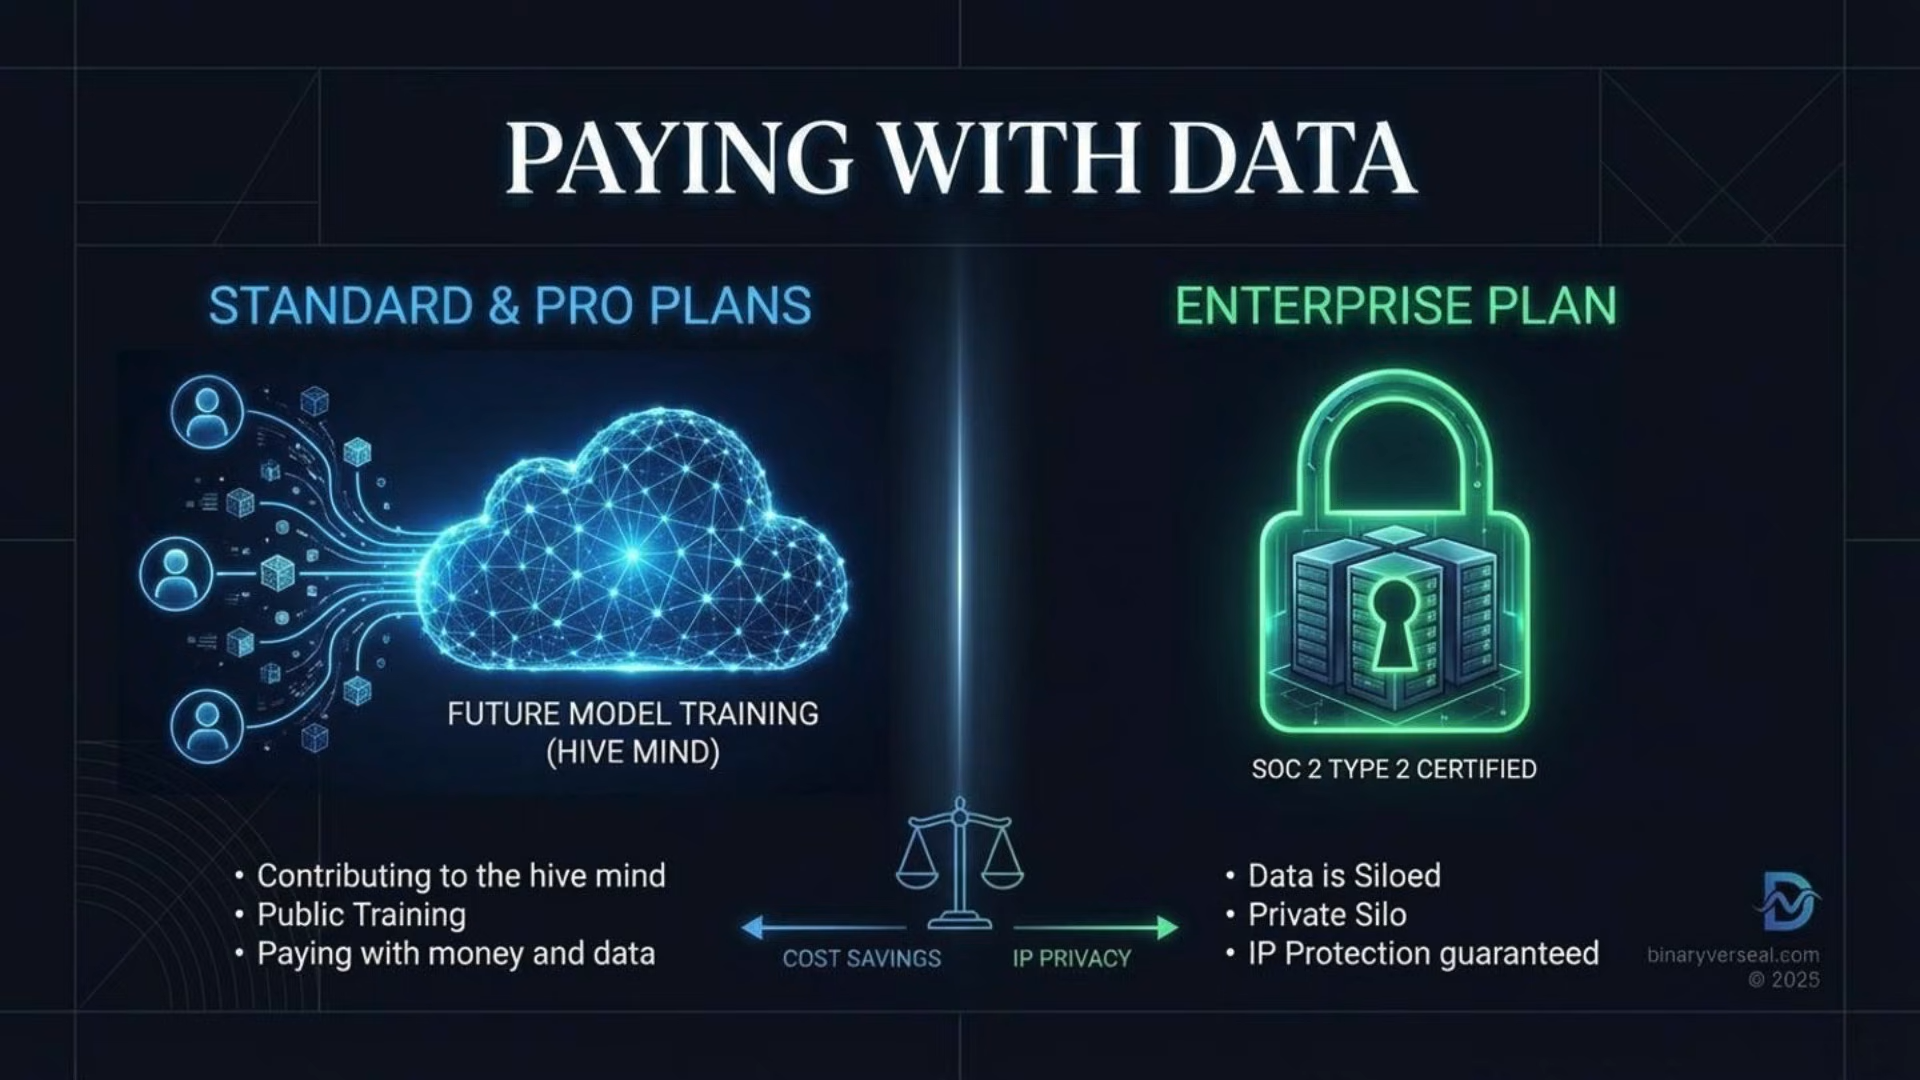 PAYING WITH DATA
STANDARD & PRO PLANS
FUTURE MODEL TRAINING
(HIVE MIND)
• Contributing to the hive mind
• Public Training
• Paying with money and data
COST SAVINGS
IP PRIVACY
ENTERPRISE PLAN
SOC 2 TYPE 2 CERTIFIED
• Data is Siloed
• Private Silo
• IP Protection guaranteed
binaryverseal.com
© 2025